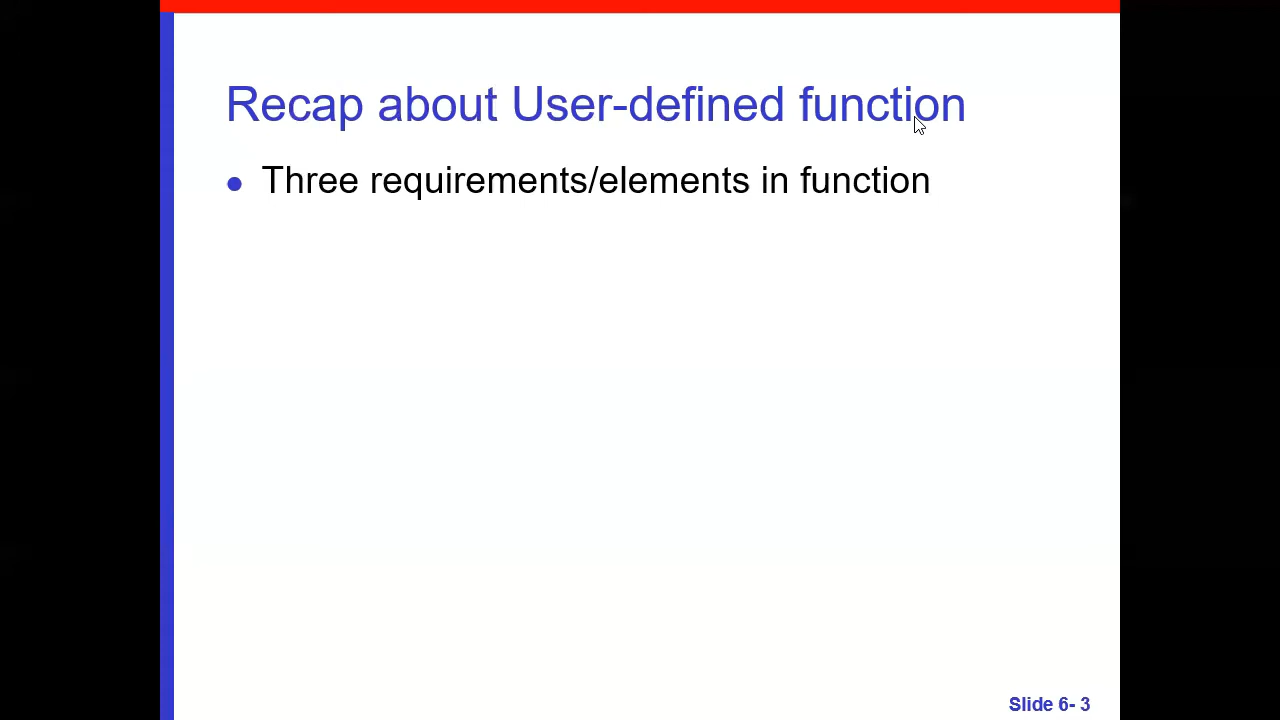 Recap about User-defined function
● Three requirements/elements in function
Slide 6- 3